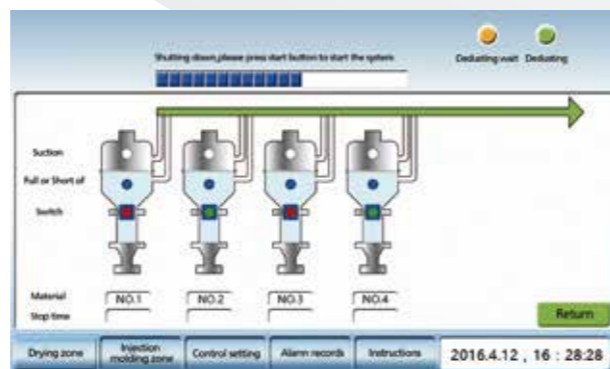 Shutting down,please press start button to start the system
Dedusting wait Dedusting
Suction
Full or Short of
Switch
Material NO.1 NO.2 NO.3 NO.4
Stop time
Return
Drying zone
Injection
molding zone
Control setting
Alarm records
Instructions
2016.4.12 , 16 : 28:28